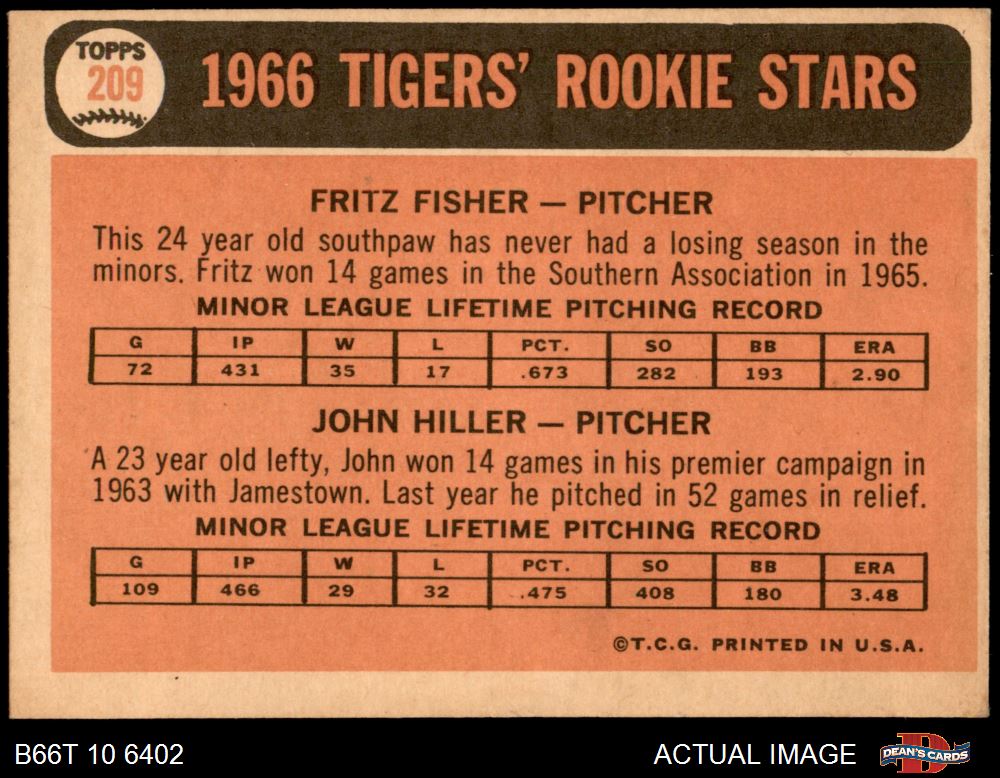 TOPPS
209
1966 TIGERS' ROOKIE STARS
FRITZ FISHER — PITCHER
This 24 year old southpaw has never had a losing season in the
minors. Fritz won 14 games in the Southern Association in 1965.
MINOR LEAGUE LIFETIME PITCHING RECORD
G IP W L PCT. SO BB ERA
72 431 35 17 .673 282 193 2.90
JOHN HILLER — PITCHER
A 23 year old lefty, John won 14 games in his premier campaign in
1963 with Jamestown. Last year he pitched in 52 games in relief.
MINOR LEAGUE LIFETIME PITCHING RECORD
G IP W L PCT. SO BB ERA
109 466 29 32 .475 408 180 3.48
©T.C.G. PRINTED IN U.S.A.
B66T 10 6402 ACTUAL IMAGE DEAN'S CARDS